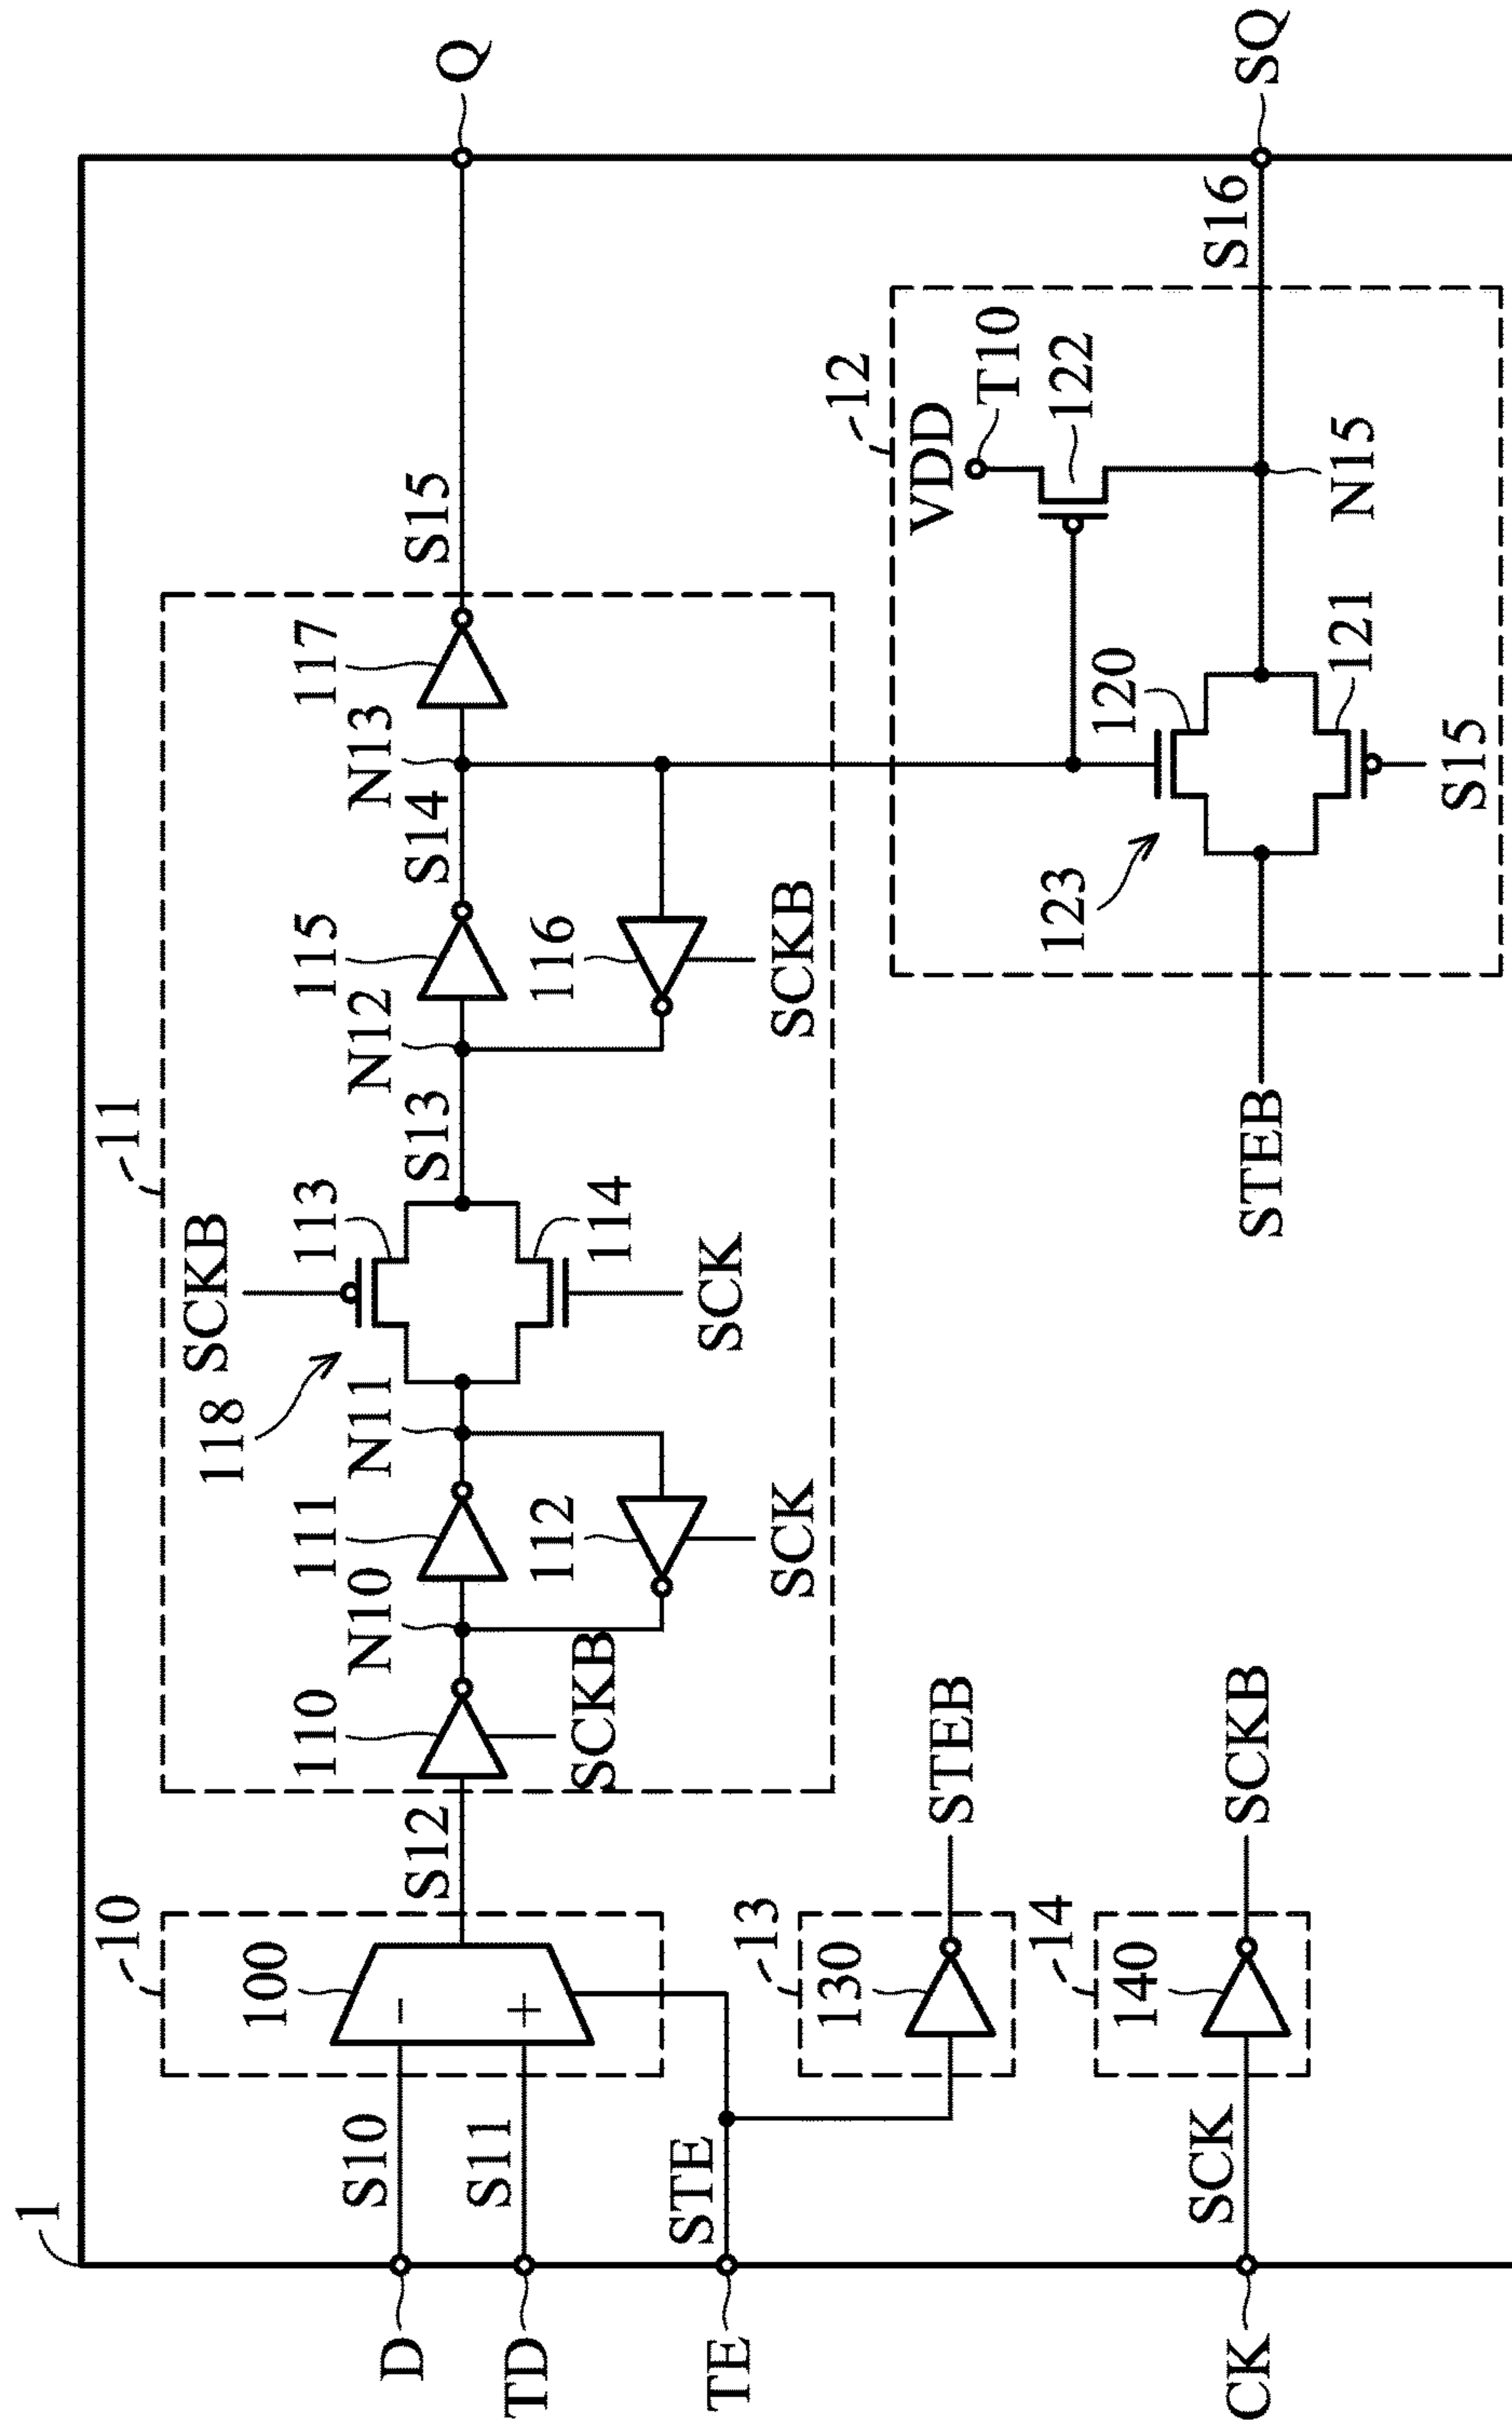 1
D
TD
TE
CK
S10
S11
STE
SCK
10
100
−
+
13
130
14
140
S12
STEB
SCKB
11
110
SCKB
N10
111
112
SCK
N11
118
SCKB
113
114
SCK
S13
N12
115
116
SCKB
S14
N13
117
S15
Q
12
VDD
T10
122
120
121
123
STEB
S15
N15
S16
SQ